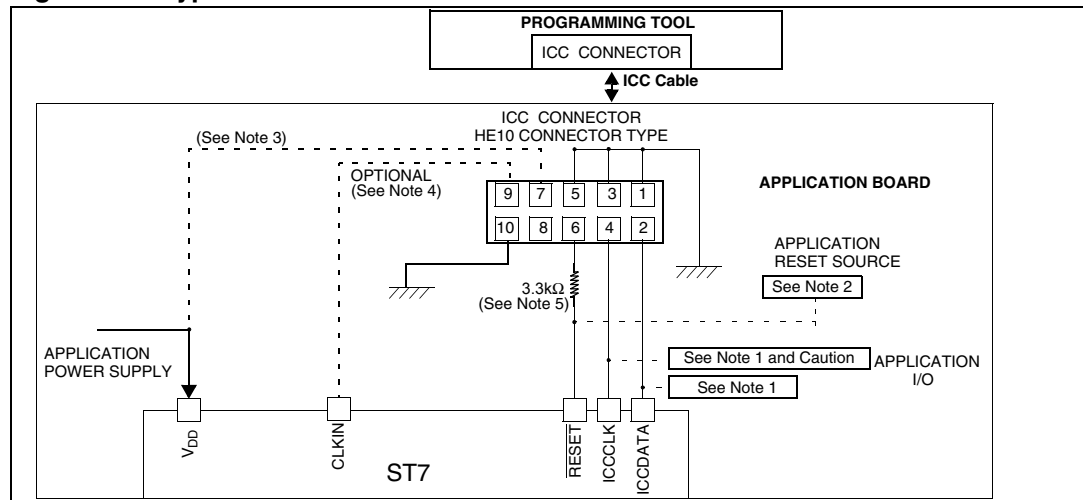 PROGRAMMING TOOL
ICC CONNECTOR
ICC Cable
ICC CONNECTOR
HE10 CONNECTOR TYPE
(See Note 3)
OPTIONAL
(See Note 4)
9 7 5 3 1
10 8 6 4 2
APPLICATION BOARD
APPLICATION
RESET SOURCE
See Note 2
3.3kΩ
(See Note 5)
APPLICATION
POWER SUPPLY
See Note 1 and Caution
APPLICATION
I/O
See Note 1
VDD
CLKIN
RESET
ICCCLK
ICCDATA
ST7